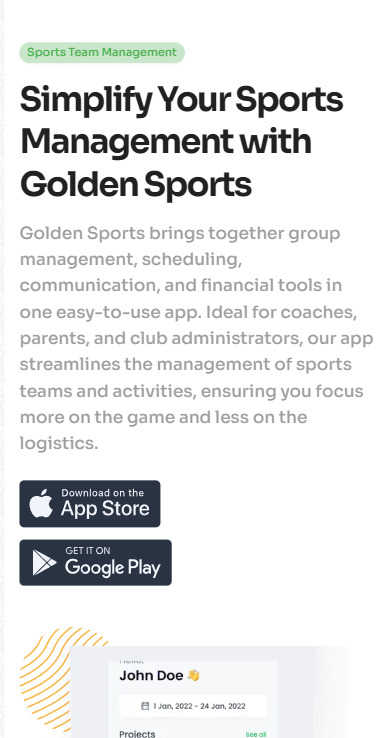 Sports Team Management
Simplify Your Sports
Management with
Golden Sports
Golden Sports brings together group
management, scheduling,
communication, and financial tools in
one easy-to-use app. Ideal for coaches,
parents, and club administrators, our app
streamlines the management of sports
teams and activities, ensuring you focus
more on the game and less on the
logistics.
Download on the
App Store
GET IT ON
Google Play
Hello,
John Doe 👋
1 Jan, 2022 - 24 Jan, 2022
Projects See all